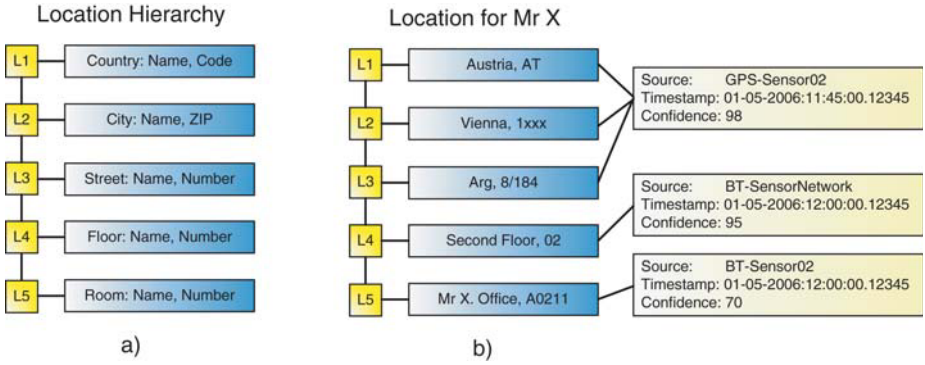 Location Hierarchy
L1 Country: Name, Code
L2 City: Name, ZIP
L3 Street: Name, Number
L4 Floor: Name, Number
L5 Room: Name, Number
a)
Location for Mr X
L1 Austria, AT
L2 Vienna, 1xxx
L3 Arg, 8/184
L4 Second Floor, 02
L5 Mr X. Office, A0211
Source: GPS-Sensor02
Timestamp: 01-05-2006:11:45:00.12345
Confidence: 98
Source: BT-SensorNetwork
Timestamp: 01-05-2006:12:00:00.12345
Confidence: 95
Source: BT-Sensor02
Timestamp: 01-05-2006:12:00:00.12345
Confidence: 70
b)